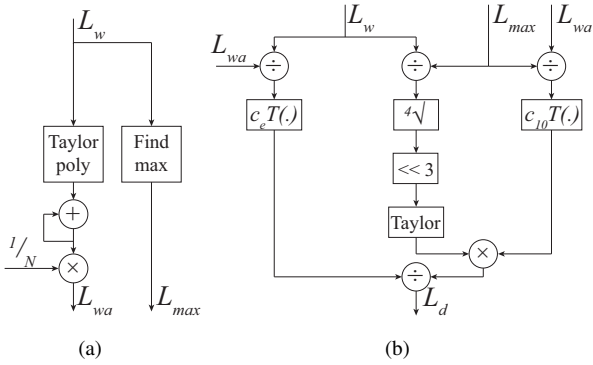 L_w
Taylor poly
Find max
+
1/N
×
L_wa
L_max
(a)
L_w
L_max
L_wa
L_wa
÷
÷
÷
c_e T(.)
⁴√
c_10 T(.)
<< 3
Taylor
×
÷
L_d
(b)